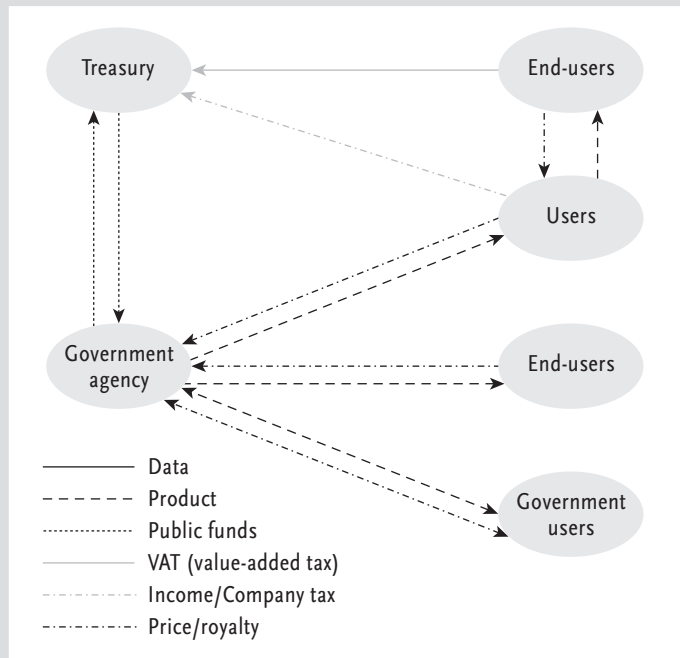 Treasury
End-users
Users
Government
agency
End-users
Government
users
Data
Product
Public funds
VAT (value-added tax)
Income/Company tax
Price/royalty